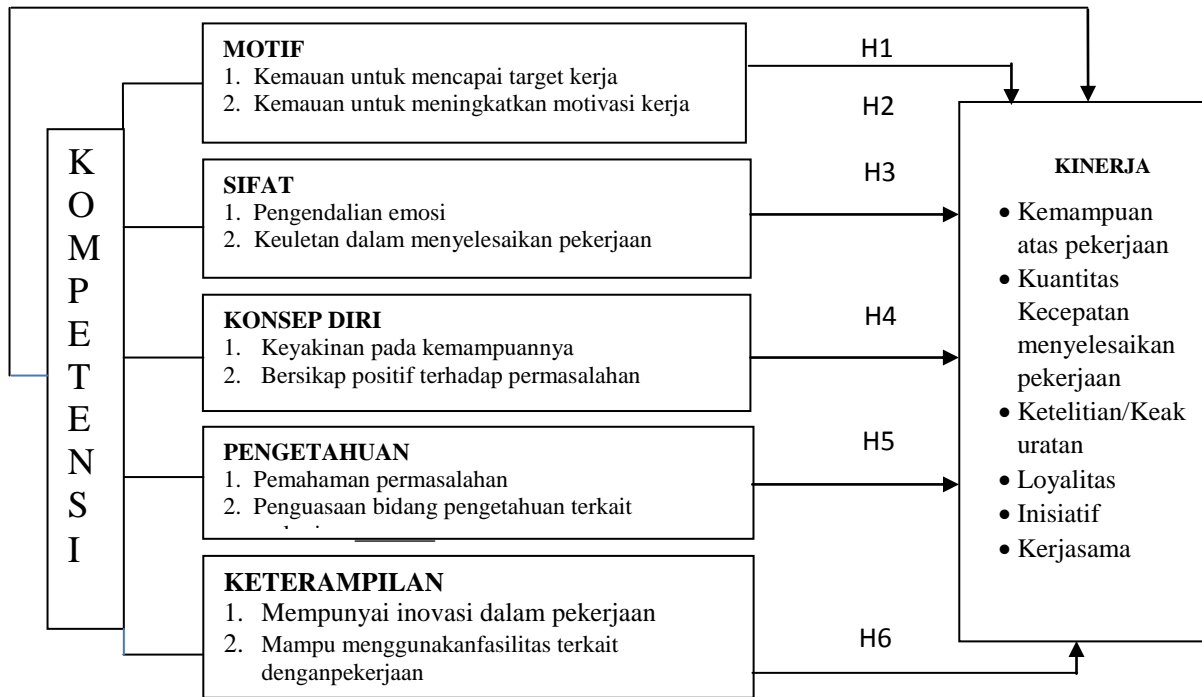 K
O
M
P
E
T
E
N
S
I
MOTIF
1. Kemauan untuk mencapai target kerja
2. Kemauan untuk meningkatkan motivasi kerja
SIFAT
1. Pengendalian emosi
2. Keuletan dalam menyelesaikan pekerjaan
KONSEP DIRI
1. Keyakinan pada kemampuannya
2. Bersikap positif terhadap permasalahan
PENGETAHUAN
1. Pemahaman permasalahan
2. Penguasaan bidang pengetahuan terkait
KETERAMPILAN
1. Mempunyai inovasi dalam pekerjaan
2. Mampu menggunakanfasilitas terkait
denganpekerjaan
H1
H2
H3
H4
H5
H6
KINERJA
• Kemampuan
atas pekerjaan
• Kuantitas
Kecepatan
menyelesaikan
pekerjaan
• Ketelitian/Keak
uratan
• Loyalitas
• Inisiatif
• Kerjasama